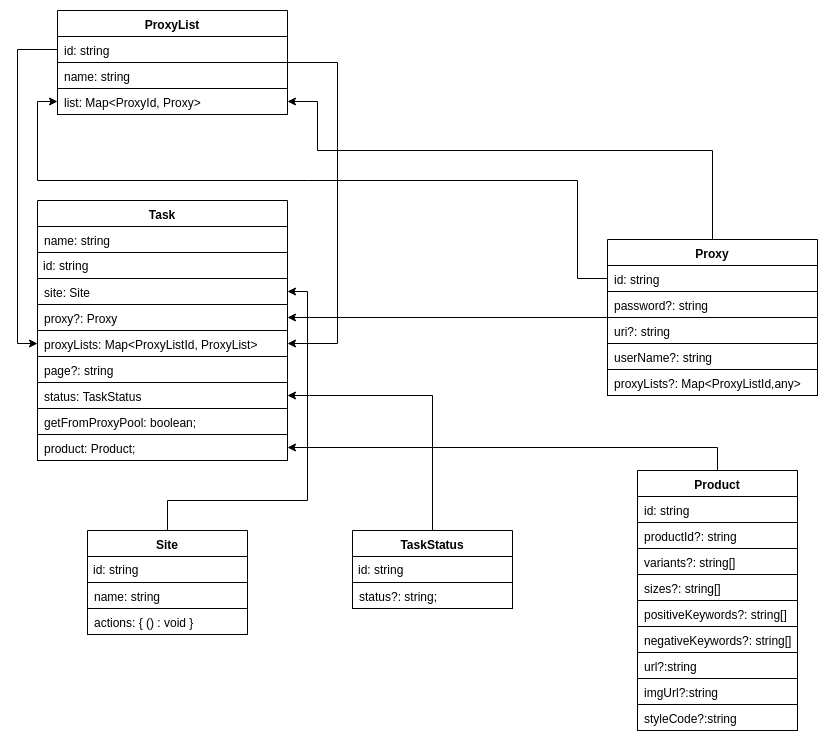 ProxyList
id: string
name: string
list: Map<ProxyId, Proxy>
Task
name: string
id: string
site: Site
proxy?: Proxy
proxyLists: Map<ProxyListId, ProxyList>
page?: string
status: TaskStatus
getFromProxyPool: boolean;
product: Product;
Proxy
id: string
password?: string
uri?: string
userName?: string
proxyLists?: Map<ProxyListId,any>
Site
id: string
name: string
actions: { () : void }
TaskStatus
id: string
status?: string;
Product
id: string
productId?: string
variants?: string[]
sizes?: string[]
positiveKeywords?: string[]
negativeKeywords?: string[]
url?:string
imgUrl?:string
styleCode?:string